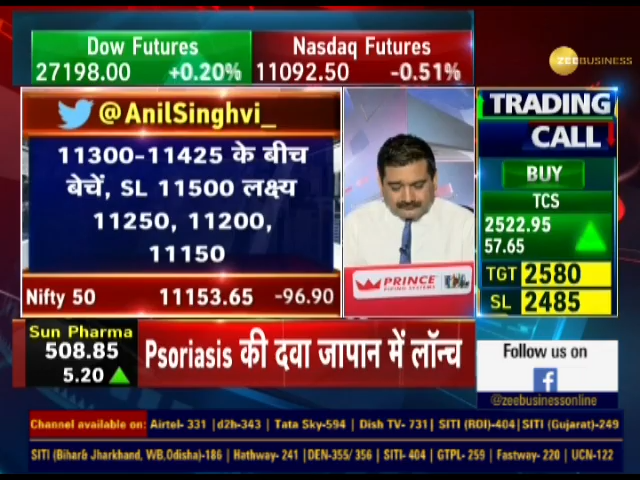 Dow Futures
27198.00 +0.20%
Nasdaq Futures
11092.50 -0.51%
ZEEBUSINESS
@AnilSinghvi_
11300-11425 के बीच
बेचें, SL 11500 लक्ष्य
11250, 11200,
11150
Nifty 50 11153.65 -96.90
PRINCE
PIPING SYSTEMS
TRADING
CALL
BUY
TCS
2522.95
57.65
TGT 2580
SL 2485
Sun Pharma
508.85
5.20
Psoriasis की दवा जापान में लॉन्च
Follow us on
@zeebusinessonline
Channel available on: Airtel- 331 | d2h-343 | Tata Sky-594 | Dish TV- 731| SITI (ROI)-404| SITI (Gujarat)-249
SITI (Bihar& Jharkhand, WB,Odisha)-186 | Hathway- 241 |DEN-355/ 356 | SITI- 404 | GTPL- 259 | Fastway- 220 | UCN-122